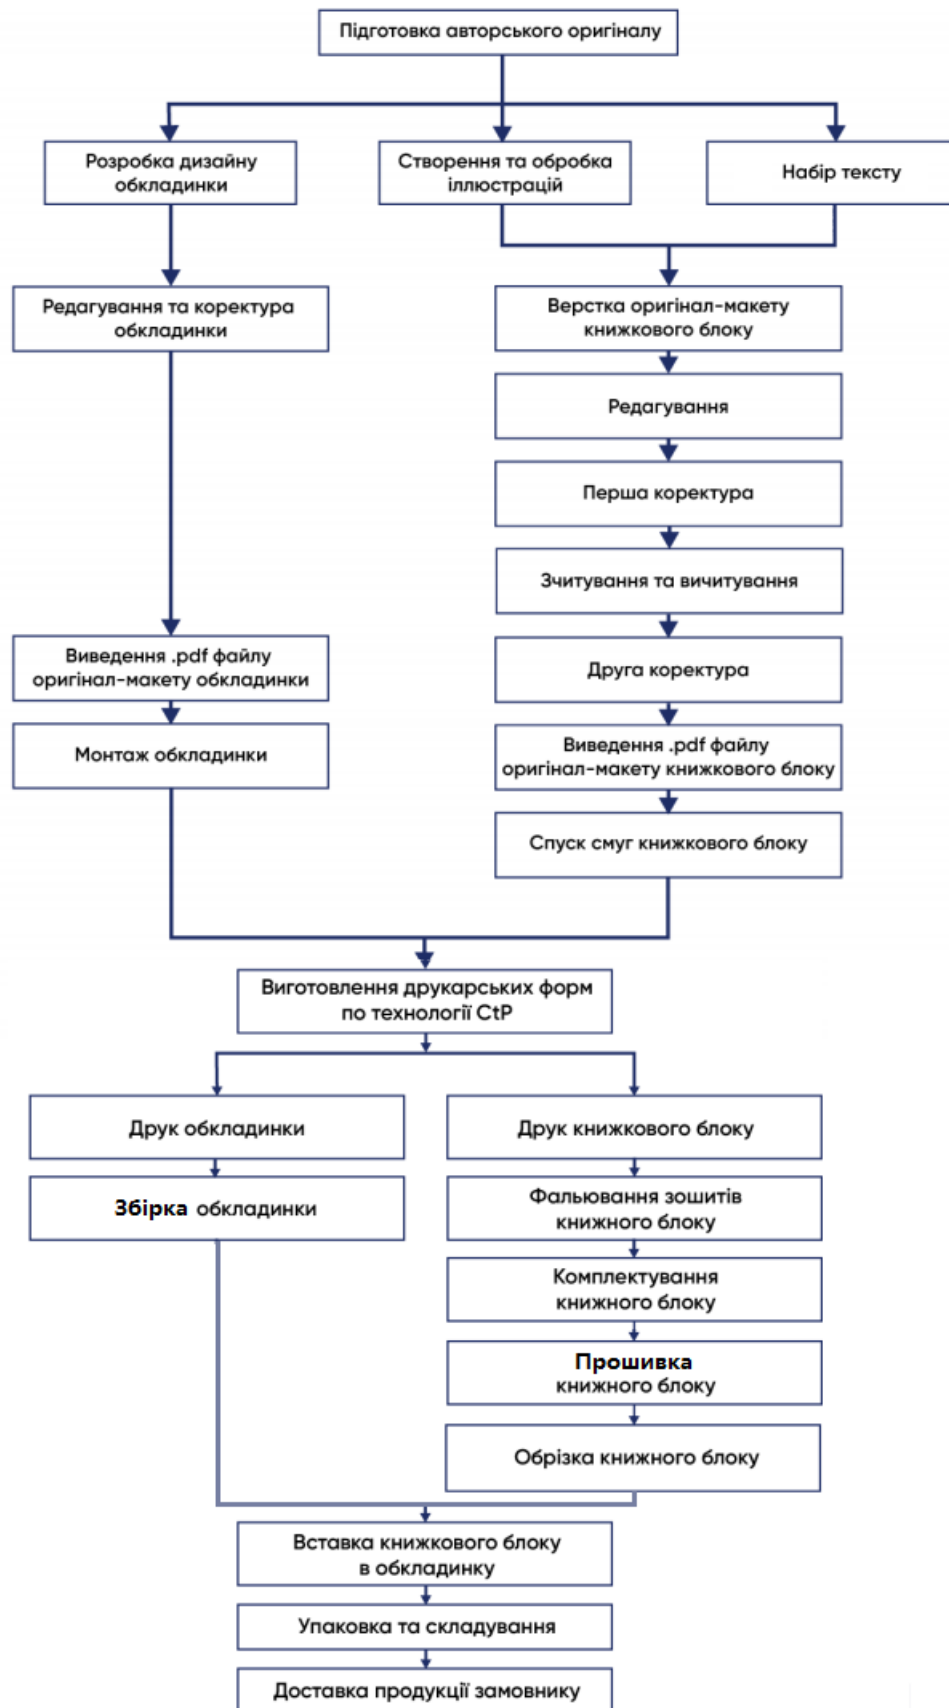 Підготовка авторського оригіналу
Розробка дизайну
обкладинки
Створення та обробка
іллюстрацій
Набір тексту
Редагування та коректура
обкладинки
Верстка оригінал-макету
книжкового блоку
Редагування
Перша коректура
Зчитування та вичитування
Виведення .pdf файлу
оригінал-макету обкладинки
Друга коректура
Монтаж обкладинки
Виведення .pdf файлу
оригінал-макету книжкового блоку
Спуск смуг книжкового блоку
Виготовлення друкарських форм
по технології CtP
Друк обкладинки
Друк книжкового блоку
Збірка обкладинки
Фальювання зошитів
книжного блоку
Комплектування
книжного блоку
Прошивка
книжного блоку
Обрізка книжного блоку
Вставка книжкового блоку
в обкладинку
Упаковка та складування
Доставка продукції замовнику